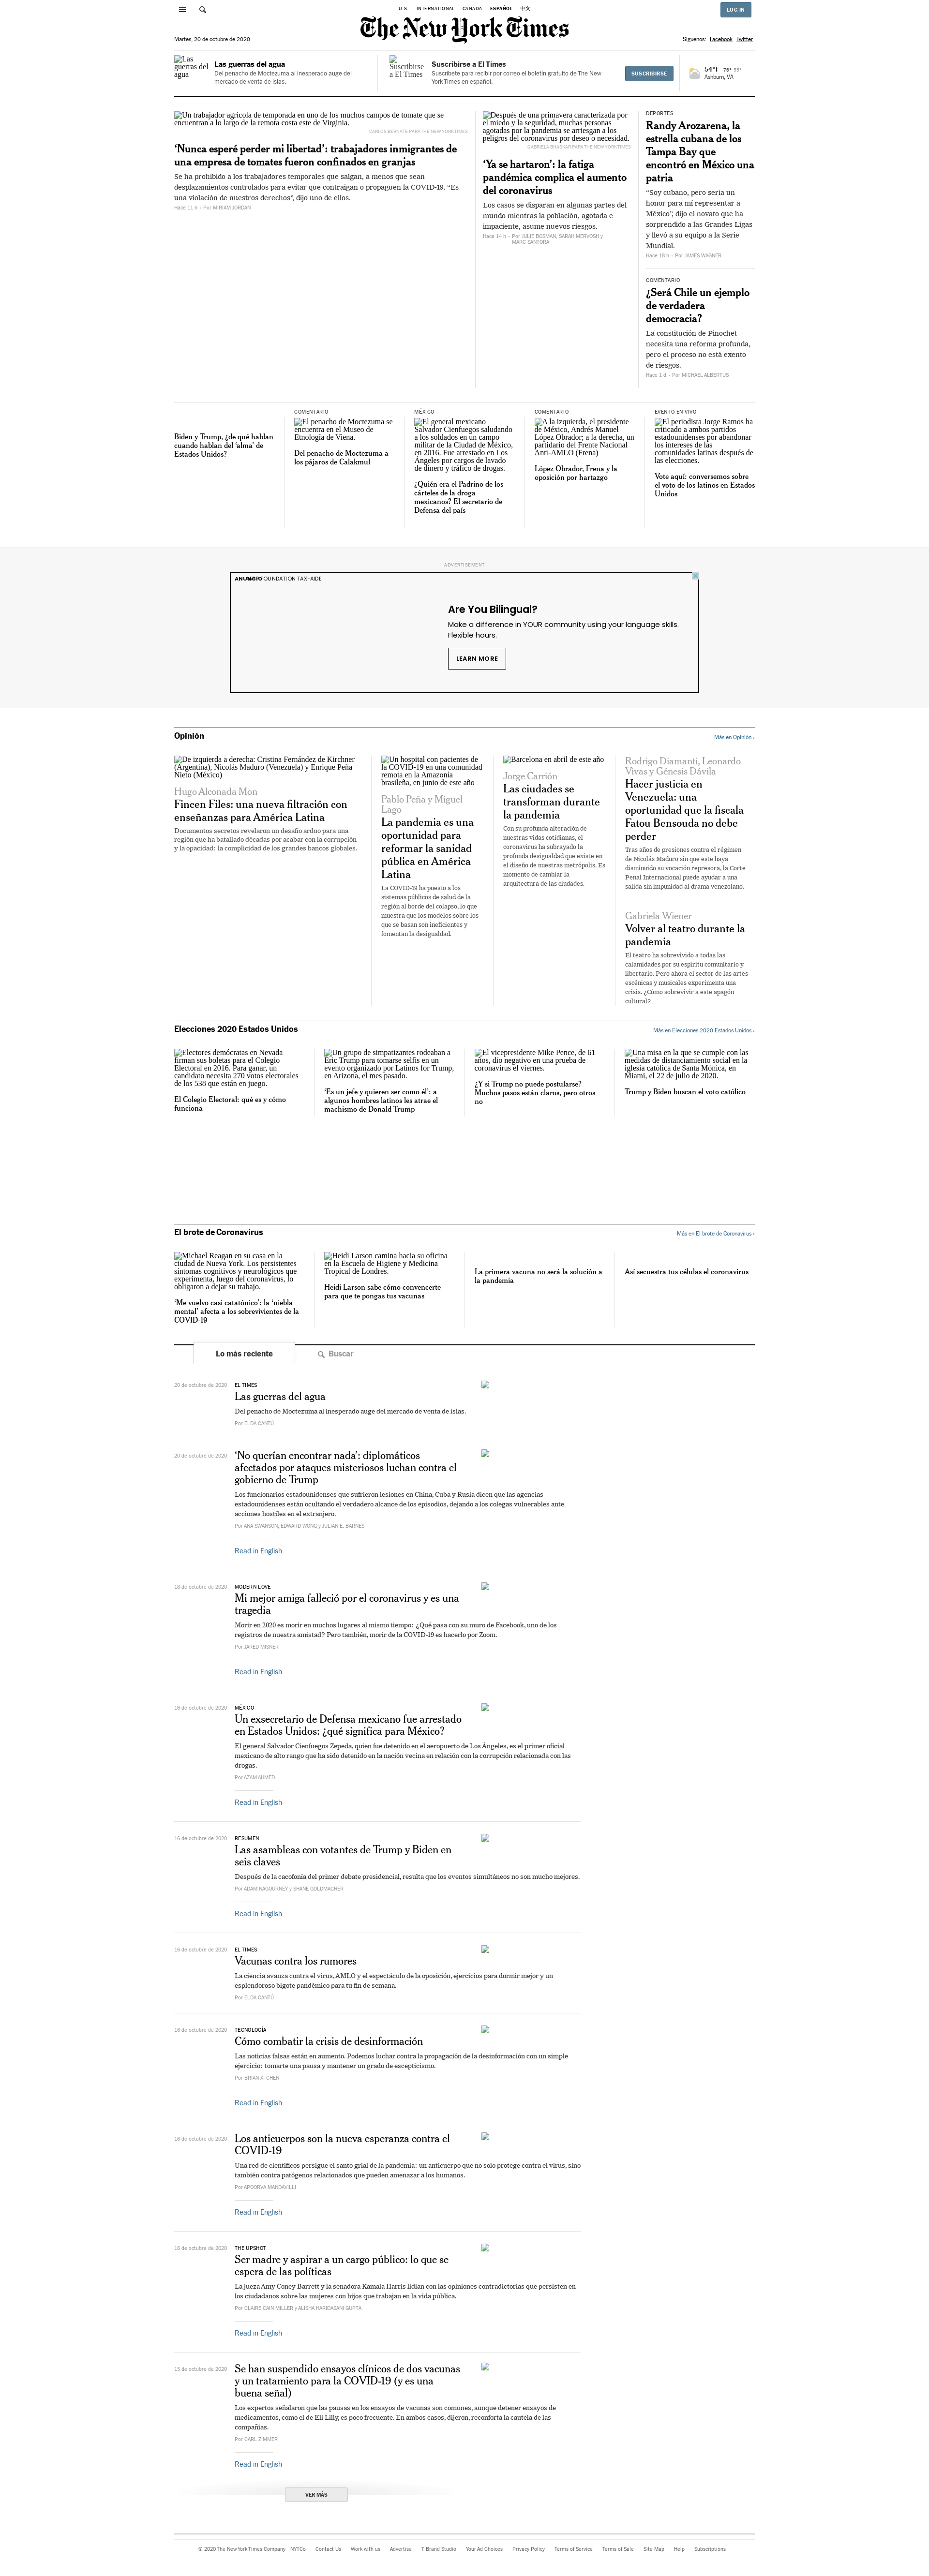 U.S. INTERNATIONAL CANADA ESPAÑOL 中文
LOG IN
The New York Times
Martes, 20 de octubre de 2020
Síguenos: Facebook Twitter
Las guerras del agua
Las guerras del agua
Del penacho de Moctezuma al inesperado auge del
mercado de venta de islas.
Suscribirse a El Times
Suscribirse a El Times
Suscríbete para recibir por correo el boletín gratuito de The New
York Times en español.
SUSCRIBIRSE
54°F 76° 55°
Ashburn, VA
Un trabajador agrícola de temporada en uno de los muchos campos de tomate que se
encuentra a lo largo de la remota costa este de Virginia.
CARLOS BERNATE PARA THE NEW YORK TIMES
‘Nunca esperé perder mi libertad’: trabajadores inmigrantes de
una empresa de tomates fueron confinados en granjas
Se ha prohibido a los trabajadores temporales que salgan, a menos que sean
desplazamientos controlados para evitar que contraigan o propaguen la COVID-19. “Es
una violación de nuestros derechos”, dijo uno de ellos.
Hace 11 h – Por MIRIAM JORDAN
Después de una primavera caracterizada por
el miedo y la seguridad, muchas personas
agotadas por la pandemia se arriesgan a los
peligros del coronavirus por deseo o necesidad.
GABRIELA BHASKAR PARA THE NEW YORK TIMES
‘Ya se hartaron’: la fatiga
pandémica complica el aumento
del coronavirus
Los casos se disparan en algunas partes del
mundo mientras la población, agotada e
impaciente, asume nuevos riesgos.
Hace 14 h – Por JULIE BOSMAN, SARAH MERVOSH y
MARC SANTORA
DEPORTES
Randy Arozarena, la
estrella cubana de los
Tampa Bay que
encontró en México una
patria
“Soy cubano, pero sería un
honor para mí representar a
México”, dijo el novato que ha
sorprendido a las Grandes Ligas
y llevó a su equipo a la Serie
Mundial.
Hace 18 h – Por JAMES WAGNER
COMENTARIO
¿Será Chile un ejemplo
de verdadera
democracia?
La constitución de Pinochet
necesita una reforma profunda,
pero el proceso no está exento
de riesgos.
Hace 1 d – Por MICHAEL ALBERTUS
Biden y Trump, ¿de qué hablan
cuando hablan del ‘alma’ de
Estados Unidos?
COMENTARIO
El penacho de Moctezuma se
encuentra en el Museo de
Etnología de Viena.
Del penacho de Moctezuma a
los pájaros de Calakmul
MÉXICO
El general mexicano
Salvador Cienfuegos saludando
a los soldados en un campo
militar de la Ciudad de México,
en 2016. Fue arrestado en Los
Ángeles por cargos de lavado
de dinero y tráfico de drogas.
¿Quién era el Padrino de los
cárteles de la droga
mexicanos? El secretario de
Defensa del país
COMENTARIO
A la izquierda, el presidente
de México, Andrés Manuel
López Obrador; a la derecha, un
partidario del Frente Nacional
Anti-AMLO (Frena)
López Obrador, Frena y la
oposición por hartazgo
EVENTO EN VIVO
El periodista Jorge Ramos ha
criticado a ambos partidos
estadounidenses por abandonar
los intereses de las
comunidades latinas después de
las elecciones.
Vote aquí: conversemos sobre
el voto de los latinos en Estados
Unidos
ADVERTISEMENT
FOUNDATION TAX-AIDE
Are You Bilingual?
Make a difference in YOUR community using your language skills.
Flexible hours.
LEARN MORE
Opinión
Más en Opinión ›
De izquierda a derecha: Cristina Fernández de Kirchner
(Argentina), Nicolás Maduro (Venezuela) y Enrique Peña
Nieto (México)
Hugo Alconada Mon
Fincen Files: una nueva filtración con
enseñanzas para América Latina
Documentos secretos revelaron un desafío arduo para una
región que ha batallado décadas por acabar con la corrupción
y la opacidad: la complicidad de los grandes bancos globales.
Un hospital con pacientes de
la COVID-19 en una comunidad
remota en la Amazonía
brasileña, en junio de este año
Pablo Peña y Miguel
Lago
La pandemia es una
oportunidad para
reformar la sanidad
pública en América
Latina
La COVID-19 ha puesto a los
sistemas públicos de salud de la
región al borde del colapso, lo que
muestra que los modelos sobre los
que se basan son ineficientes y
fomentan la desigualdad.
Barcelona en abril de este año
Jorge Carrión
Las ciudades se
transforman durante
la pandemia
Con su profunda alteración de
nuestras vidas cotidianas, el
coronavirus ha subrayado la
profunda desigualdad que existe en
el diseño de nuestras metrópolis. Es
momento de cambiar la
arquitectura de las ciudades.
Rodrigo Diamanti, Leonardo
Vivas y Génesis Dávila
Hacer justicia en
Venezuela: una
oportunidad que la fiscala
Fatou Bensouda no debe
perder
Tras años de presiones contra el régimen
de Nicolás Maduro sin que este haya
disminuido su vocación represora, la Corte
Penal Internacional puede ayudar a una
salida sin impunidad al drama venezolano.
Gabriela Wiener
Volver al teatro durante la
pandemia
El teatro ha sobrevivido a todas las
calamidades por su espíritu comunitario y
libertario. Pero ahora el sector de las artes
escénicas y musicales experimenta una
crisis. ¿Cómo sobrevivir a este apagón
cultural?
Elecciones 2020 Estados Unidos
Más en Elecciones 2020 Estados Unidos ›
Electores demócratas en Nevada
firman sus boletas para el Colegio
Electoral en 2016. Para ganar, un
candidato necesita 270 votos electorales
de los 538 que están en juego.
El Colegio Electoral: qué es y cómo
funciona
Un grupo de simpatizantes rodeaban a
Eric Trump para tomarse selfis en un
evento organizado por Latinos for Trump,
en Arizona, el mes pasado.
‘Es un jefe y quieren ser como él’: a
algunos hombres latinos les atrae el
machismo de Donald Trump
El vicepresidente Mike Pence, de 61
años, dio negativo en una prueba de
coronavirus el viernes.
¿Y si Trump no puede postularse?
Muchos pasos están claros, pero otros
no
Una misa en la que se cumple con las
medidas de distanciamiento social en la
iglesia católica de Santa Mónica, en
Miami, el 22 de julio de 2020.
Trump y Biden buscan el voto católico
El brote de Coronavirus
Más en El brote de Coronavirus ›
Michael Reagan en su casa en la
ciudad de Nueva York. Los persistentes
síntomas cognitivos y neurológicos que
experimenta, luego del coronavirus, lo
obligaron a dejar su trabajo.
‘Me vuelvo casi catatónico’: la ‘niebla
mental’ afecta a los sobrevivientes de la
COVID-19
Heidi Larson camina hacia su oficina
en la Escuela de Higiene y Medicina
Tropical de Londres.
Heidi Larson sabe cómo convencerte
para que te pongas tus vacunas
La primera vacuna no será la solución a
la pandemia
Así secuestra tus células el coronavirus
Lo más reciente
Buscar
20 de octubre de 2020
EL TIMES
Las guerras del agua
Del penacho de Moctezuma al inesperado auge del mercado de venta de islas.
Por ELDA CANTÚ
20 de octubre de 2020
‘No querían encontrar nada’: diplomáticos
afectados por ataques misteriosos luchan contra el
gobierno de Trump
Los funcionarios estadounidenses que sufrieron lesiones en China, Cuba y Rusia dicen que las agencias
estadounidenses están ocultando el verdadero alcance de los episodios, dejando a los colegas vulnerables ante
acciones hostiles en el extranjero.
Por ANA SWANSON, EDWARD WONG y JULIAN E. BARNES
Read in English
18 de octubre de 2020
MODERN LOVE
Mi mejor amiga falleció por el coronavirus y es una
tragedia
Morir en 2020 es morir en muchos lugares al mismo tiempo: ¿Qué pasa con su muro de Facebook, uno de los
registros de nuestra amistad? Pero también, morir de la COVID-19 es hacerlo por Zoom.
Por JARED MISNER
Read in English
16 de octubre de 2020
MÉXICO
Un exsecretario de Defensa mexicano fue arrestado
en Estados Unidos: ¿qué significa para México?
El general Salvador Cienfuegos Zepeda, quien fue detenido en el aeropuerto de Los Ángeles, es el primer oficial
mexicano de alto rango que ha sido detenido en la nación vecina en relación con la corrupción relacionada con las
drogas.
Por AZAM AHMED
Read in English
16 de octubre de 2020
RESUMEN
Las asambleas con votantes de Trump y Biden en
seis claves
Después de la cacofonía del primer debate presidencial, resulta que los eventos simultáneos no son mucho mejores.
Por ADAM NAGOURNEY y SHANE GOLDMACHER
Read in English
16 de octubre de 2020
EL TIMES
Vacunas contra los rumores
La ciencia avanza contra el virus, AMLO y el espectáculo de la oposición, ejercicios para dormir mejor y un
esplendoroso bigote pandémico para tu fin de semana.
Por ELDA CANTÚ
16 de octubre de 2020
TECNOLOGÍA
Cómo combatir la crisis de desinformación
Las noticias falsas están en aumento. Podemos luchar contra la propagación de la desinformación con un simple
ejercicio: tomarte una pausa y mantener un grado de escepticismo.
Por BRIAN X. CHEN
Read in English
16 de octubre de 2020
Los anticuerpos son la nueva esperanza contra el
COVID-19
Una red de científicos persigue el santo grial de la pandemia: un anticuerpo que no solo protege contra el virus, sino
también contra patógenos relacionados que pueden amenazar a los humanos.
Por APOORVA MANDAVILLI
Read in English
16 de octubre de 2020
THE UPSHOT
Ser madre y aspirar a un cargo público: lo que se
espera de las políticas
La jueza Amy Coney Barrett y la senadora Kamala Harris lidian con las opiniones contradictorias que persisten en
los ciudadanos sobre las mujeres con hijos que trabajan en la vida pública.
Por CLAIRE CAIN MILLER y ALISHA HARIDASANI GUPTA
Read in English
15 de octubre de 2020
Se han suspendido ensayos clínicos de dos vacunas
y un tratamiento para la COVID-19 (y es una
buena señal)
Los expertos señalaron que las pausas en los ensayos de vacunas son comunes, aunque detener ensayos de
medicamentos, como el de Eli Lilly, es poco frecuente. En ambos casos, dijeron, reconforta la cautela de las
compañías.
Por CARL ZIMMER
Read in English
VER MÁS
© 2020 The New York Times Company NYTCo Contact Us Work with us Advertise T Brand Studio Your Ad Choices Privacy Policy Terms of Service Terms of Sale Site Map Help Subscriptions